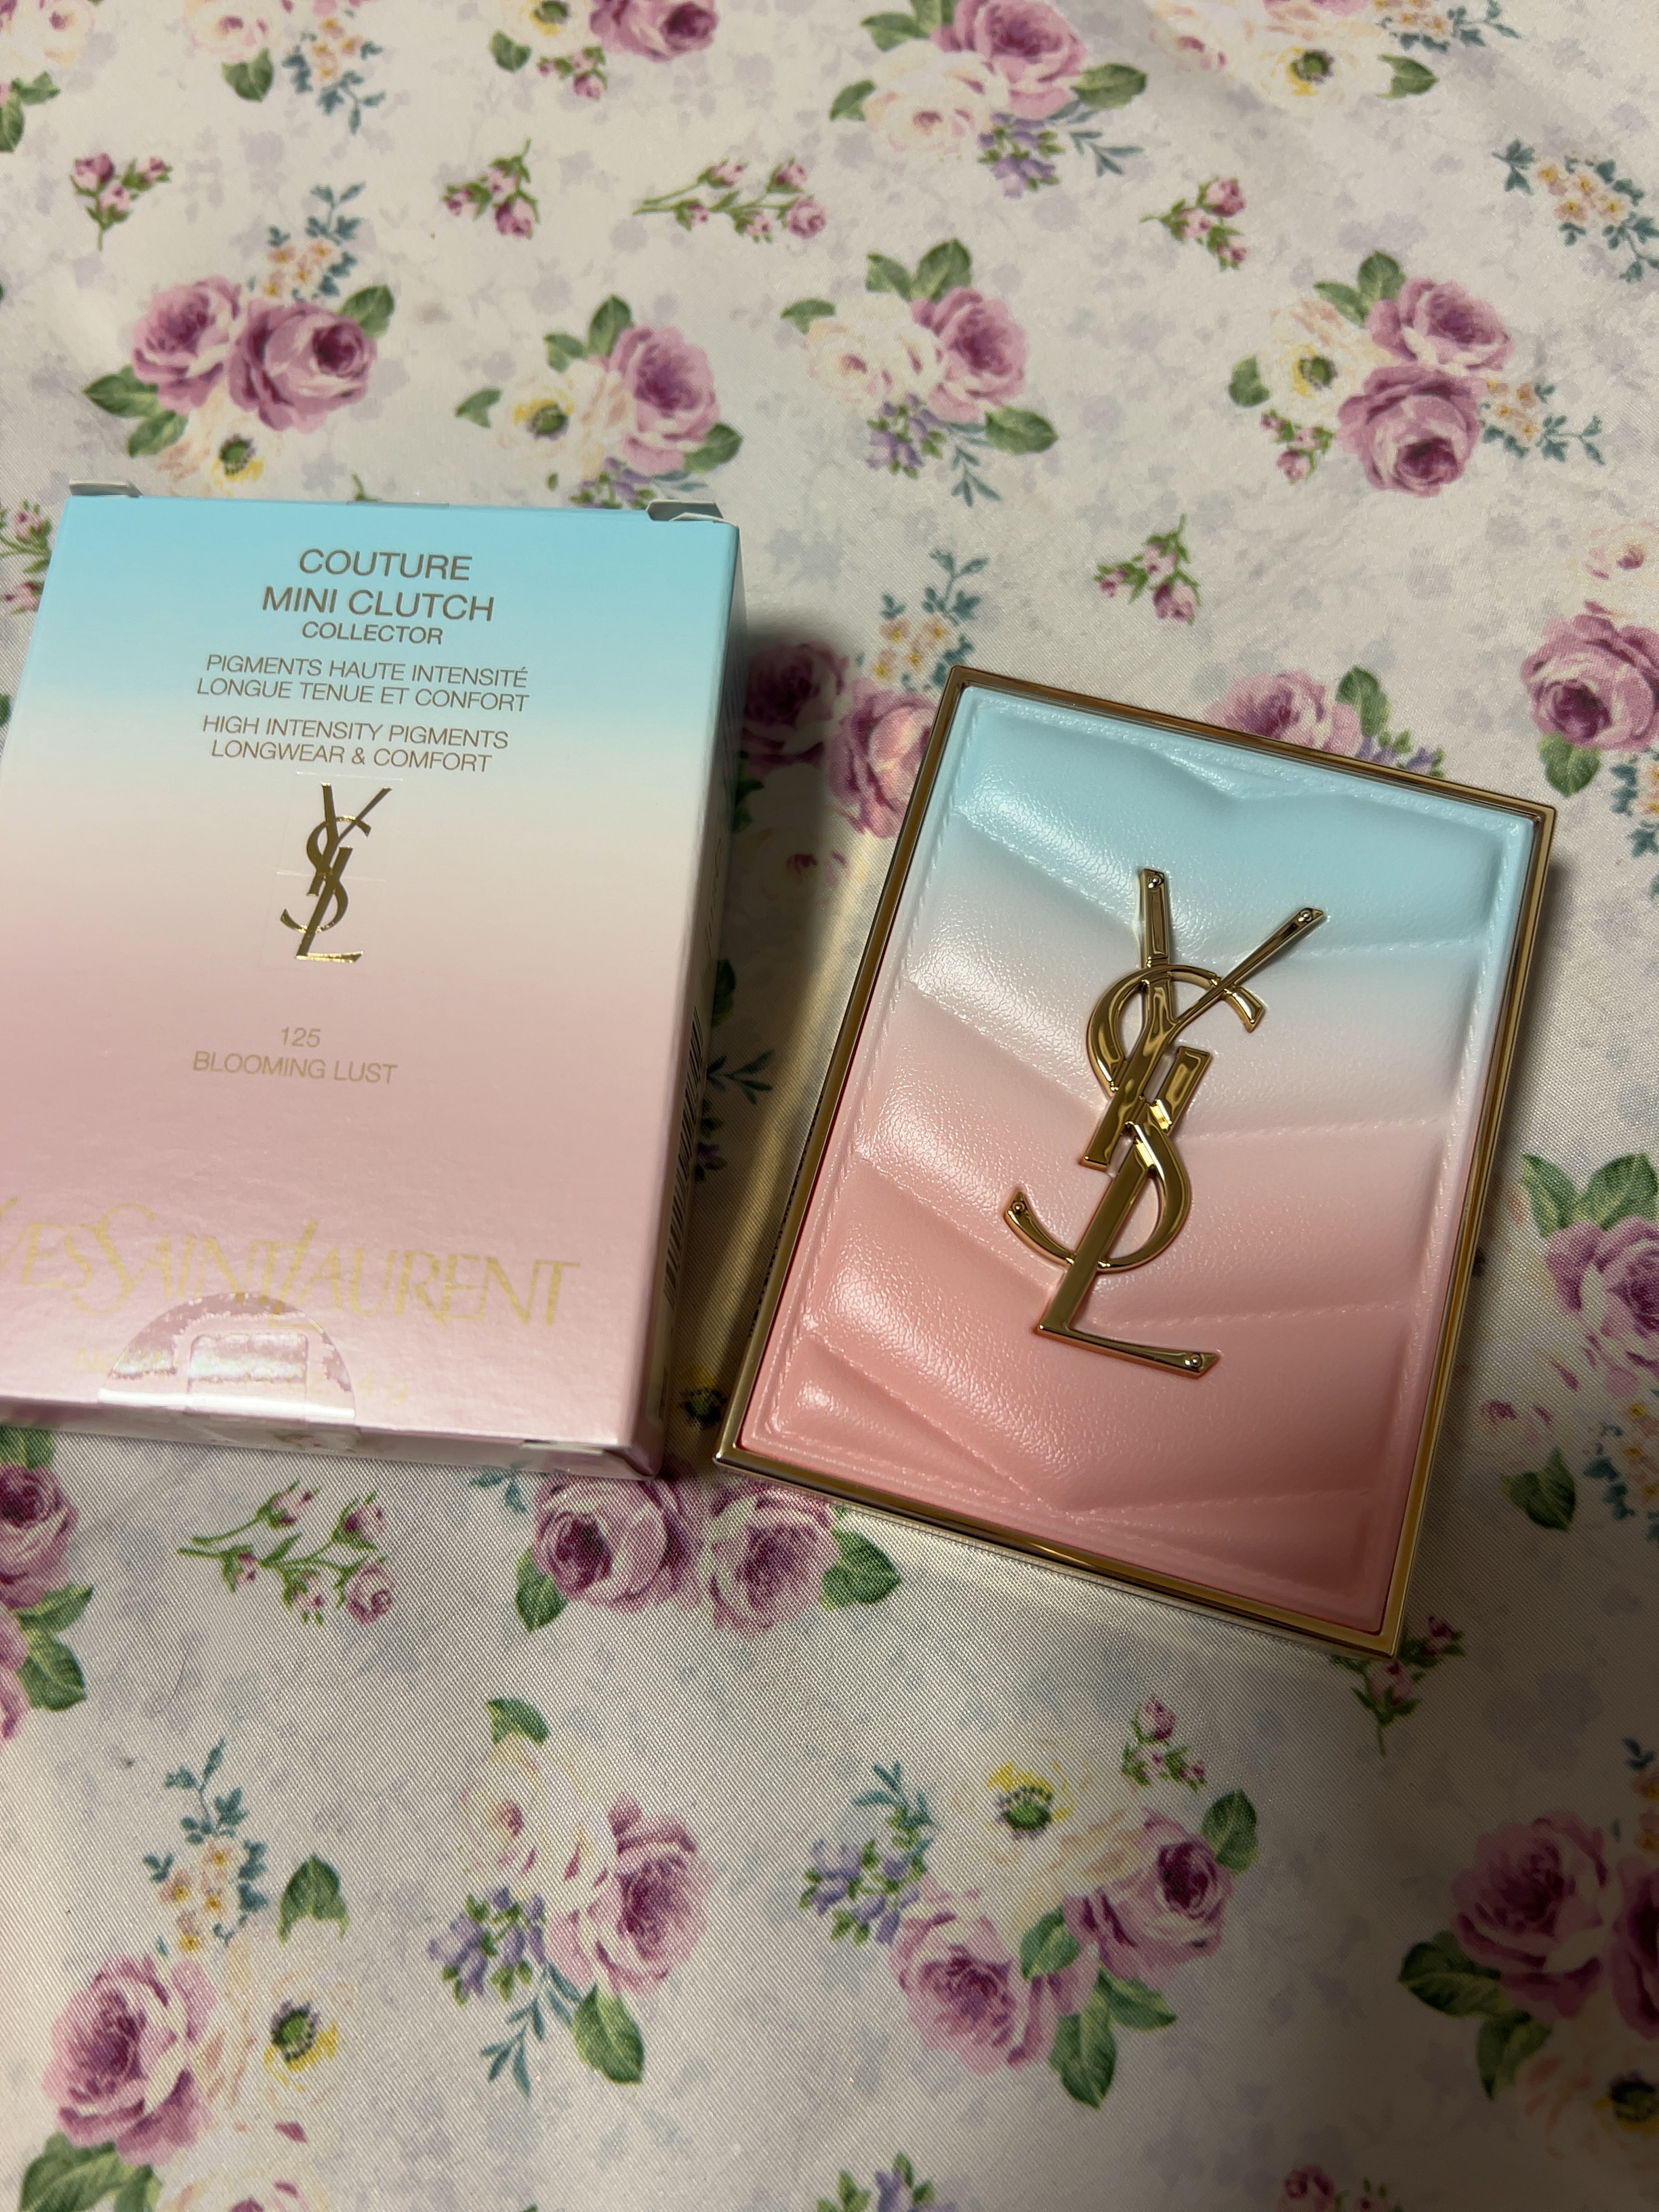 COUTURE
MINI CLUTCH
COLLECTOR
PIGMENTS HAUTE INTENSITÉ
LONGUE TENUE ET CONFORT
HIGH INTENSITY PIGMENTS
LONGWEAR & COMFORT
YSL
125
BLOOMING LUST
YVESSAINTLAURENT
YSL